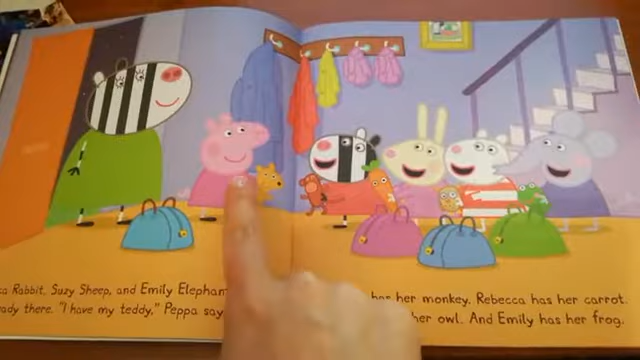 Rabbit, Suzy Sheep, and Emily Elephan
ady there. "I have my teddy," Peppa say
her monkey. Rebecca has her carrot.
her owl. And Emily has her frog.